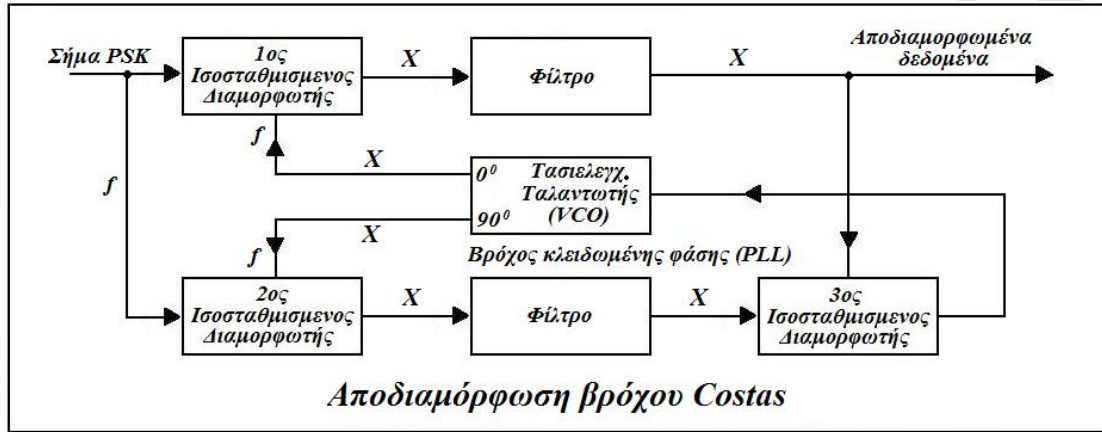 Σήμα PSK
1ος
Ισοσταθμισμενος
Διαμορφωτής
X
Φίλτρο
X
Αποδιαμορφωμένα
δεδομένα
f
f
X
0⁰ Τασιελεγχ.
Ταλαντωτής
(VCO)
90⁰
X
f
Βρόχος κλειδωμένης φάσης (PLL)
2ος
Ισοσταθμισμενος
Διαμορφωτής
X
Φίλτρο
X
3ος
Ισοσταθμισμενος
Διαμορφωτής
Αποδιαμόρφωση βρόχου Costas